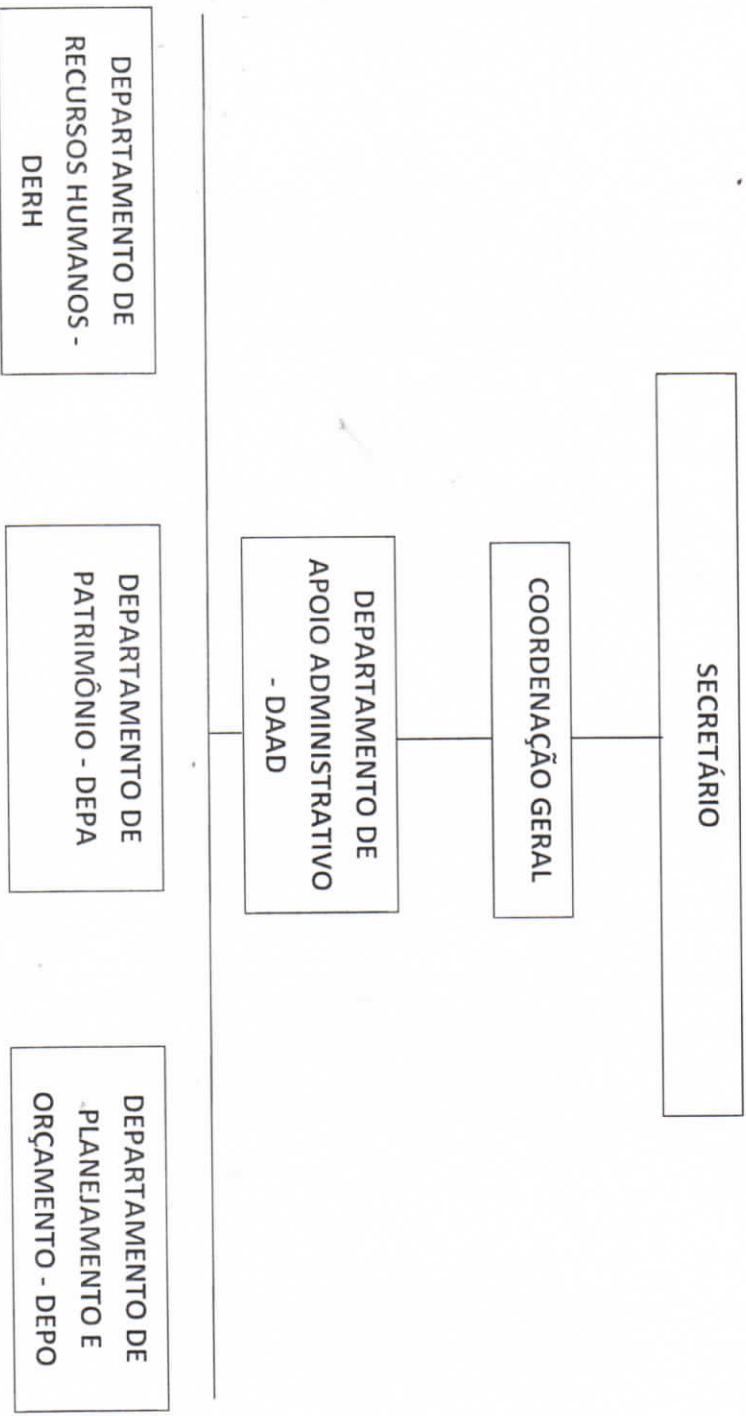 SECRETÁRIO
COORDENAÇÃO GERAL
DEPARTAMENTO DE
APOIO ADMINISTRATIVO
- DAAD
DEPARTAMENTO DE
RECURSOS HUMANOS -
DERH
DEPARTAMENTO DE
PATRIMÔNIO - DEPA
DEPARTAMENTO DE
PLANEJAMENTO E
ORÇAMENTO - DEPO